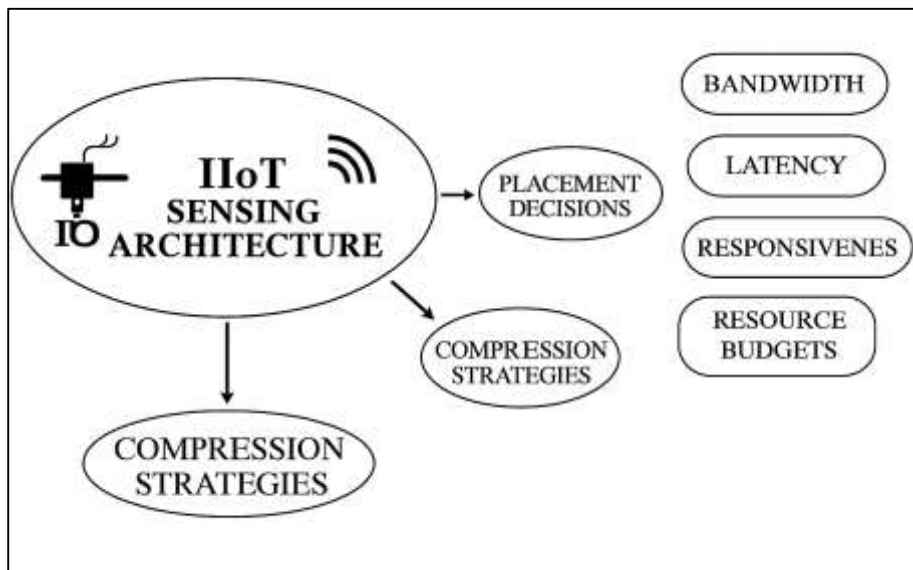 IIoT
SENSING
ARCHITECTURE
IO
PLACEMENT
DECISIONS
COMPRESSION
STRATEGIES
COMPRESSION
STRATEGIES
BANDWIDTH
LATENCY
RESPONSIVENES
RESOURCE
BUDGETS